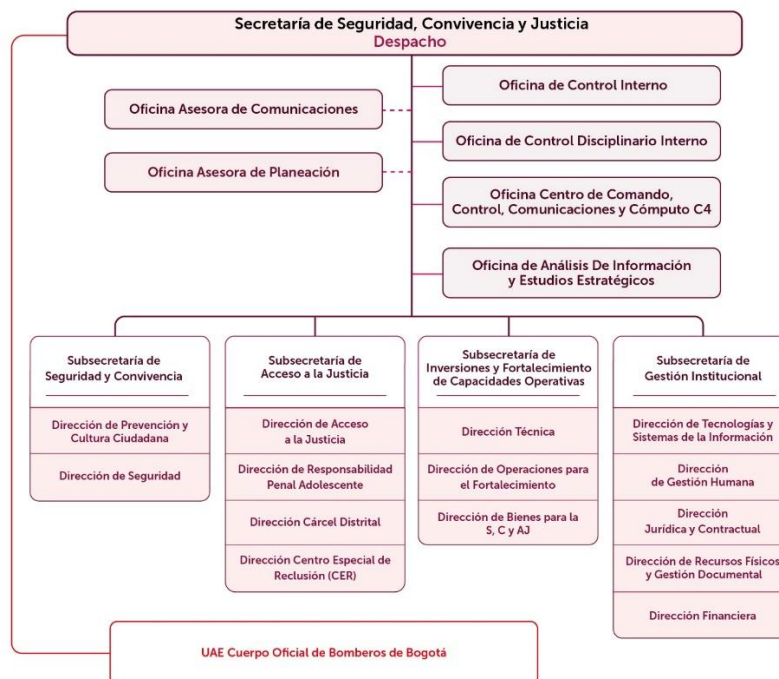 Secretaría de Seguridad, Convivencia y Justicia
Despacho
Oficina de Control Interno
Oficina Asesora de Comunicaciones
Oficina de Control Disciplinario Interno
Oficina Asesora de Planeación
Oficina Centro de Comando,
Control, Comunicaciones y Cómputo C4
Oficina de Análisis De Información
y Estudios Estratégicos
Subsecretaría de
Seguridad y Convivencia
Dirección de Prevención y
Cultura Ciudadana
Dirección de Seguridad
Subsecretaría de
Acceso a la Justicia
Dirección de Acceso
a la Justicia
Dirección de Responsabilidad
Penal Adolescente
Dirección Cárcel Distrital
Dirección Centro Especial de
Reclusión (CER)
Subsecretaría de
Inversiones y Fortalecimiento
de Capacidades Operativas
Dirección Técnica
Dirección de Operaciones para
el Fortalecimiento
Dirección de Bienes para la
S, C y AJ
Subsecretaría de
Gestión Institucional
Dirección de Tecnologías y
Sistemas de la Información
Dirección
de Gestión Humana
Dirección
Jurídica y Contractual
Dirección de Recursos Físicos
y Gestión Documental
Dirección Financiera
UAE Cuerpo Oficial de Bomberos de Bogotá